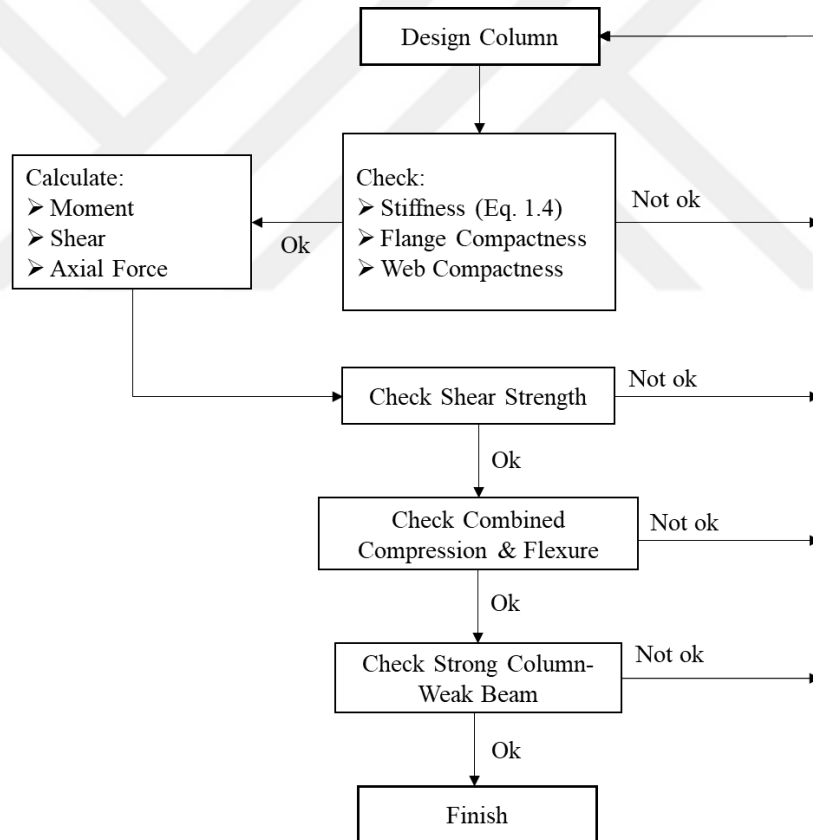 Design Column
Check:
➢ Stiffness (Eq. 1.4)
➢ Flange Compactness
➢ Web Compactness
Not ok
Ok
Calculate:
➢ Moment
➢ Shear
➢ Axial Force
Check Shear Strength
Not ok
Ok
Check Combined
Compression & Flexure
Not ok
Ok
Check Strong Column-
Weak Beam
Not ok
Ok
Finish